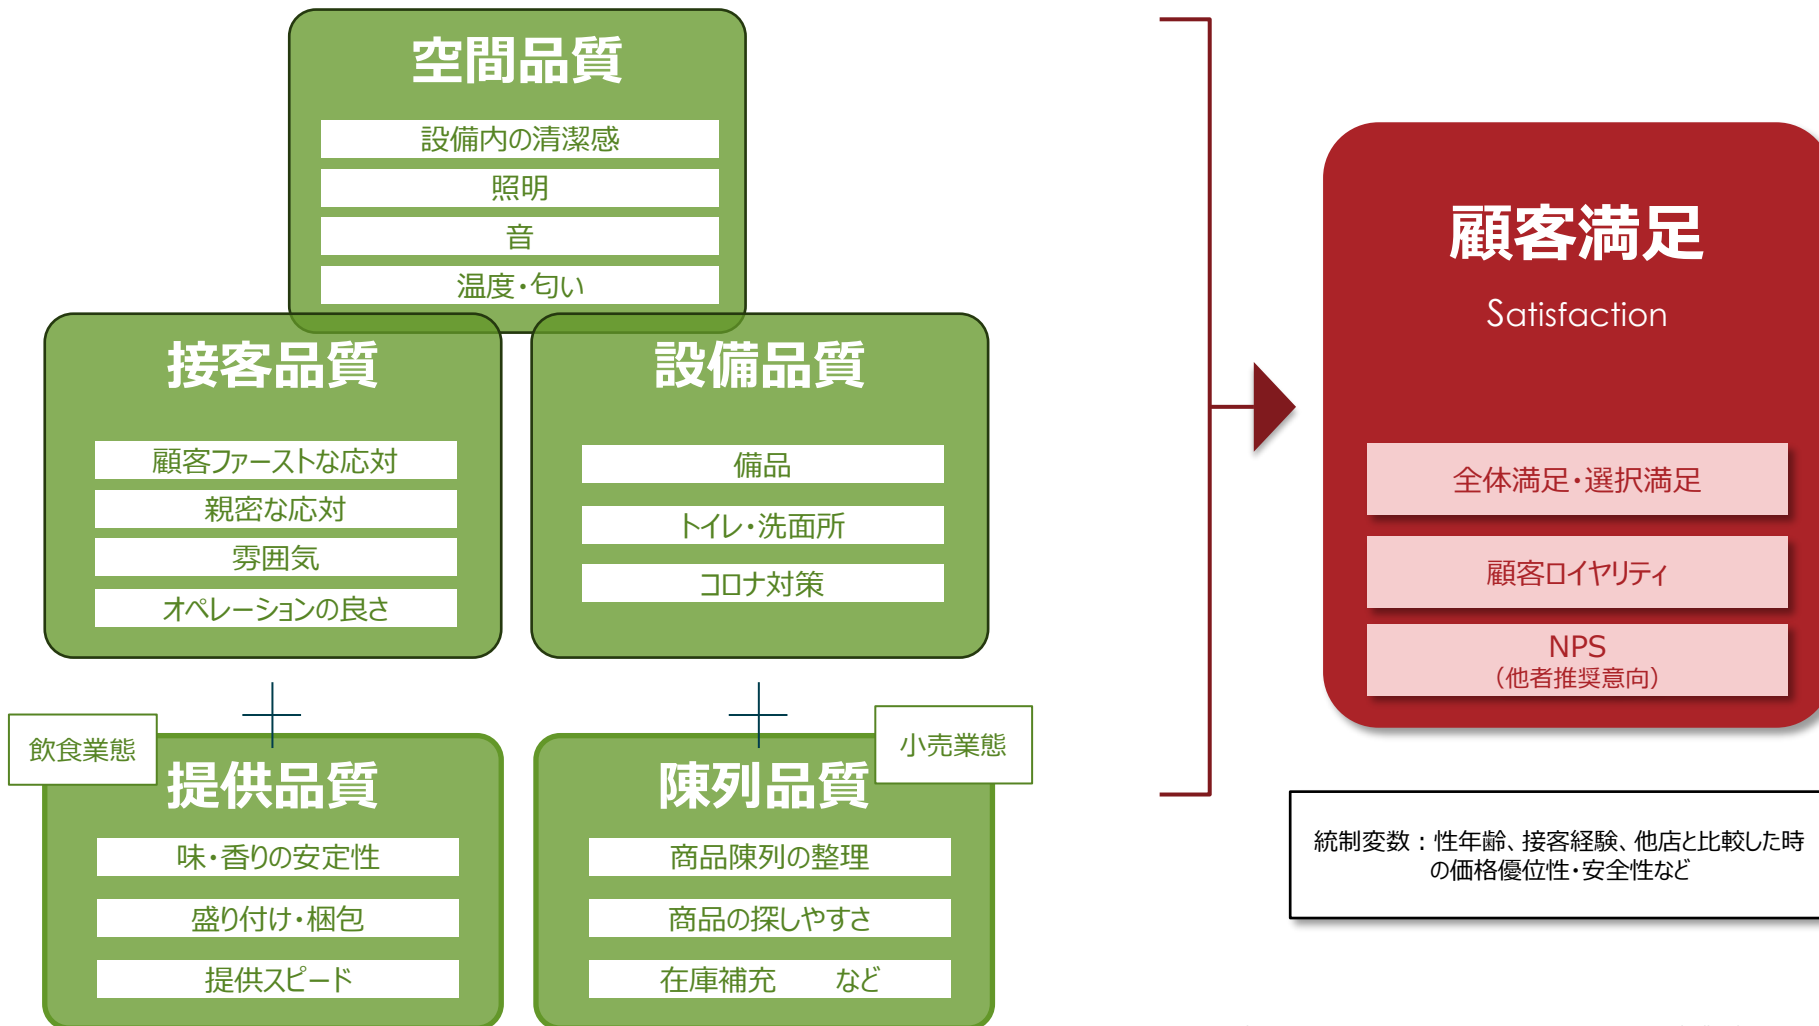 空間品質
設備内の清潔感
照明
音
温度・匂い
接客品質
顧客ファーストな応対
親密な応対
雰囲気
オペレーションの良さ
設備品質
備品
トイレ・洗面所
コロナ対策
飲食業態
提供品質
味・香りの安定性
盛り付け・梱包
提供スピード
小売業態
陳列品質
商品陳列の整理
商品の探しやすさ
在庫補充　　など
顧客満足
Satisfaction
全体満足・選択満足
顧客ロイヤリティ
NPS
（他者推奨意向）
統制変数：性年齢、接客経験、他店と比較した時
の価格優位性・安全性など